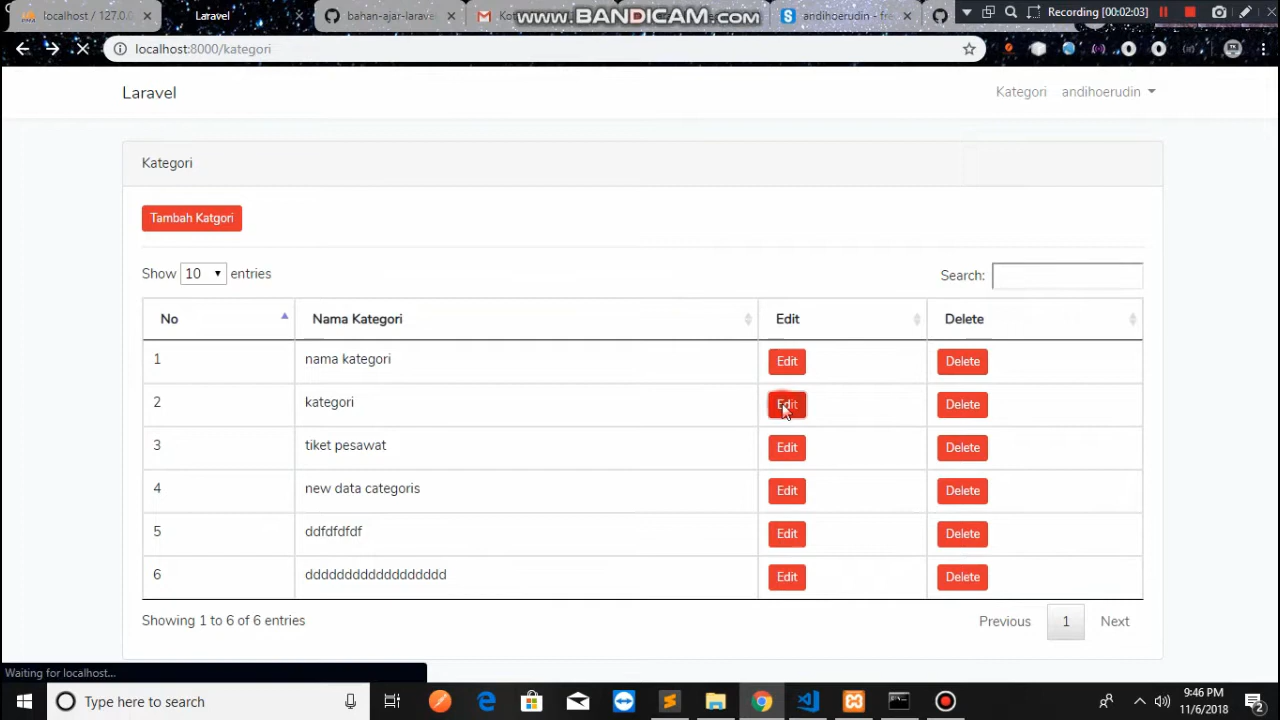 localhost / 127.0.
Laravel
bahan-ajar-larave
www.BANDICAM.com
andihoerudin - fre
Recording [00:02:03]
localhost:8000/kategori
Laravel
Kategori
andihoerudin
Kategori
Tambah Katgori
Show 10 entries
Search:
No
Nama Kategori
Edit
Delete
1 nama kategori Edit Delete
2 kategori Edit Delete
3 tiket pesawat Edit Delete
4 new data categoris Edit Delete
5 ddfdfdfdf Edit Delete
6 dddddddddddddddddd Edit Delete
Showing 1 to 6 of 6 entries
Previous 1 Next
Waiting for localhost...
Type here to search
9:46 PM
11/6/2018